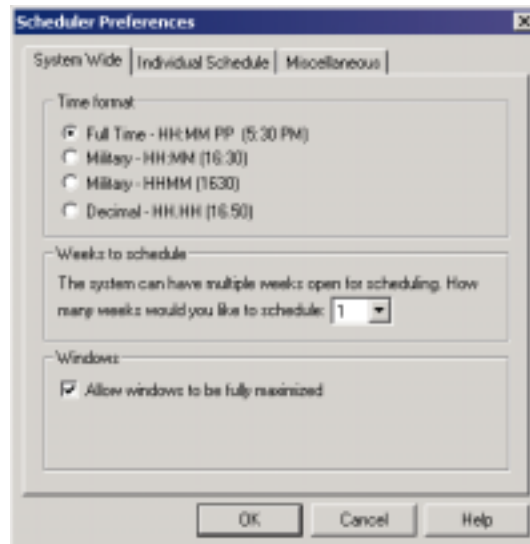 Scheduler Preferences
System Wide Individual Schedule Miscellaneous
Time format
Full Time - HH:MM PP (5:30 PM)
Military - HH:MM (16:30)
Military - HHMM (1630)
Decimal - HH.HH (16.50)
Weeks to schedule
The system can have multiple weeks open for scheduling. How
many weeks would you like to schedule: 1
Windows
Allow windows to be fully maximized
OK Cancel Help